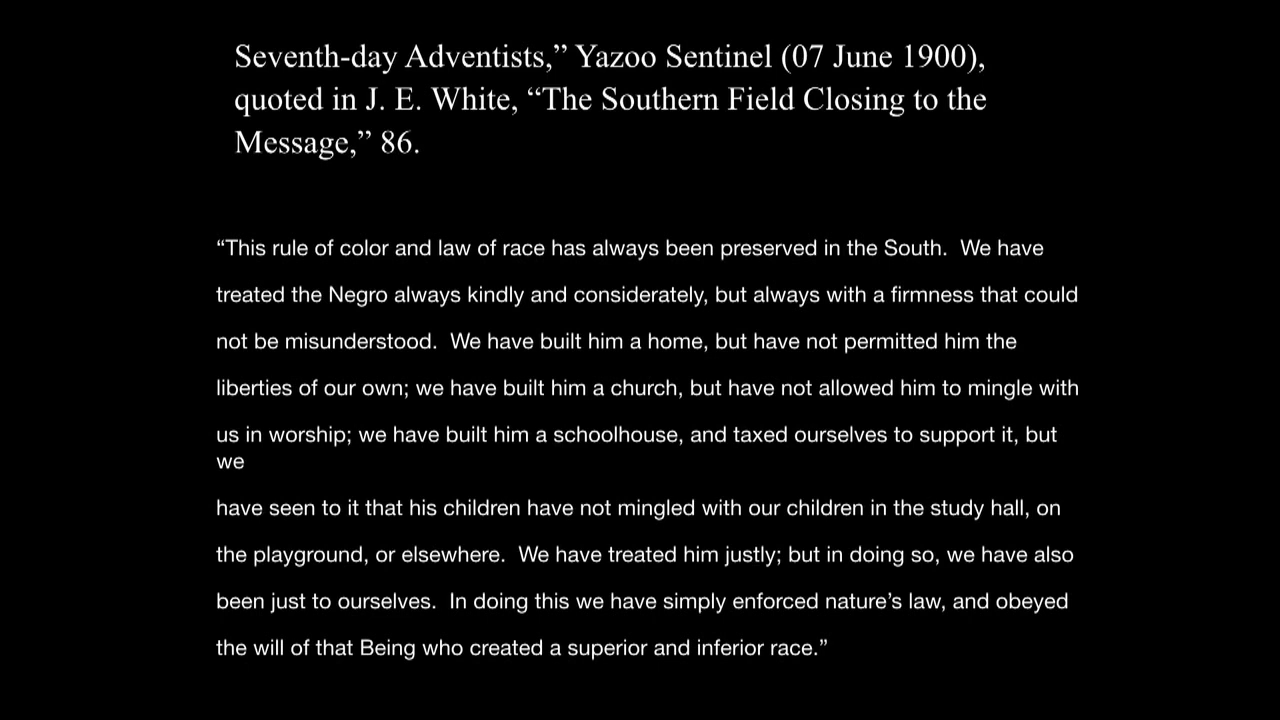 Seventh-day Adventists,” Yazoo Sentinel (07 June 1900),
quoted in J. E. White, “The Southern Field Closing to the
Message,” 86.
“This rule of color and law of race has always been preserved in the South.  We have
treated the Negro always kindly and considerately, but always with a firmness that could
not be misunderstood.  We have built him a home, but have not permitted him the
liberties of our own; we have built him a church, but have not allowed him to mingle with
us in worship; we have built him a schoolhouse, and taxed ourselves to support it, but
we
have seen to it that his children have not mingled with our children in the study hall, on
the playground, or elsewhere.  We have treated him justly; but in doing so, we have also
been just to ourselves.  In doing this we have simply enforced nature’s law, and obeyed
the will of that Being who created a superior and inferior race.”